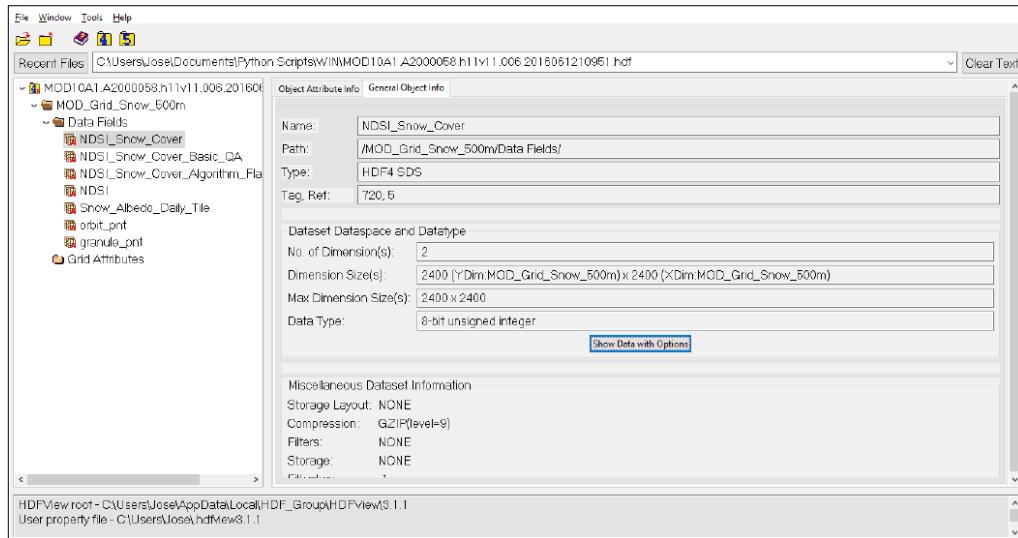 File Window Tools Help
Recent Files C:\Users\Jose\Documents\Python Scripts\WIN\MOD10A1.A2000058.h11v11.006.2016061210951.hdf Clear Text
MOD10A1.A2000058.h11v11.006.20160
MOD_Grid_Snow_500m
Data Fields
NDSI_Snow_Cover
NDSI_Snow_Cover_Basic_QA
NDSI_Snow_Cover_Algorithm_Fla
NDSI
Snow_Albedo_Daily_Tile
orbit_pnt
granule_pnt
Grid Attributes
Object Attribute Info General Object Info
Name: NDSI_Snow_Cover
Path: /MOD_Grid_Snow_500m/Data Fields/
Type: HDF4 SDS
Tag, Ref: 720, 5
Dataset Dataspace and Datatype
No. of Dimension(s): 2
Dimension Size(s): 2400 (YDim:MOD_Grid_Snow_500m) x 2400 (XDim:MOD_Grid_Snow_500m)
Max Dimension Size(s): 2400 x 2400
Data Type: 8-bit unsigned integer
Show Data with Options
Miscellaneous Dataset Information
Storage Layout: NONE
Compression: GZIP(level=9)
Filters: NONE
Storage: NONE
HDFView root - C:\Users\Jose\AppData\Local\HDF_Group\HDFView\3.1.1
User property file - C:\Users\Jose\.hdfview3.1.1